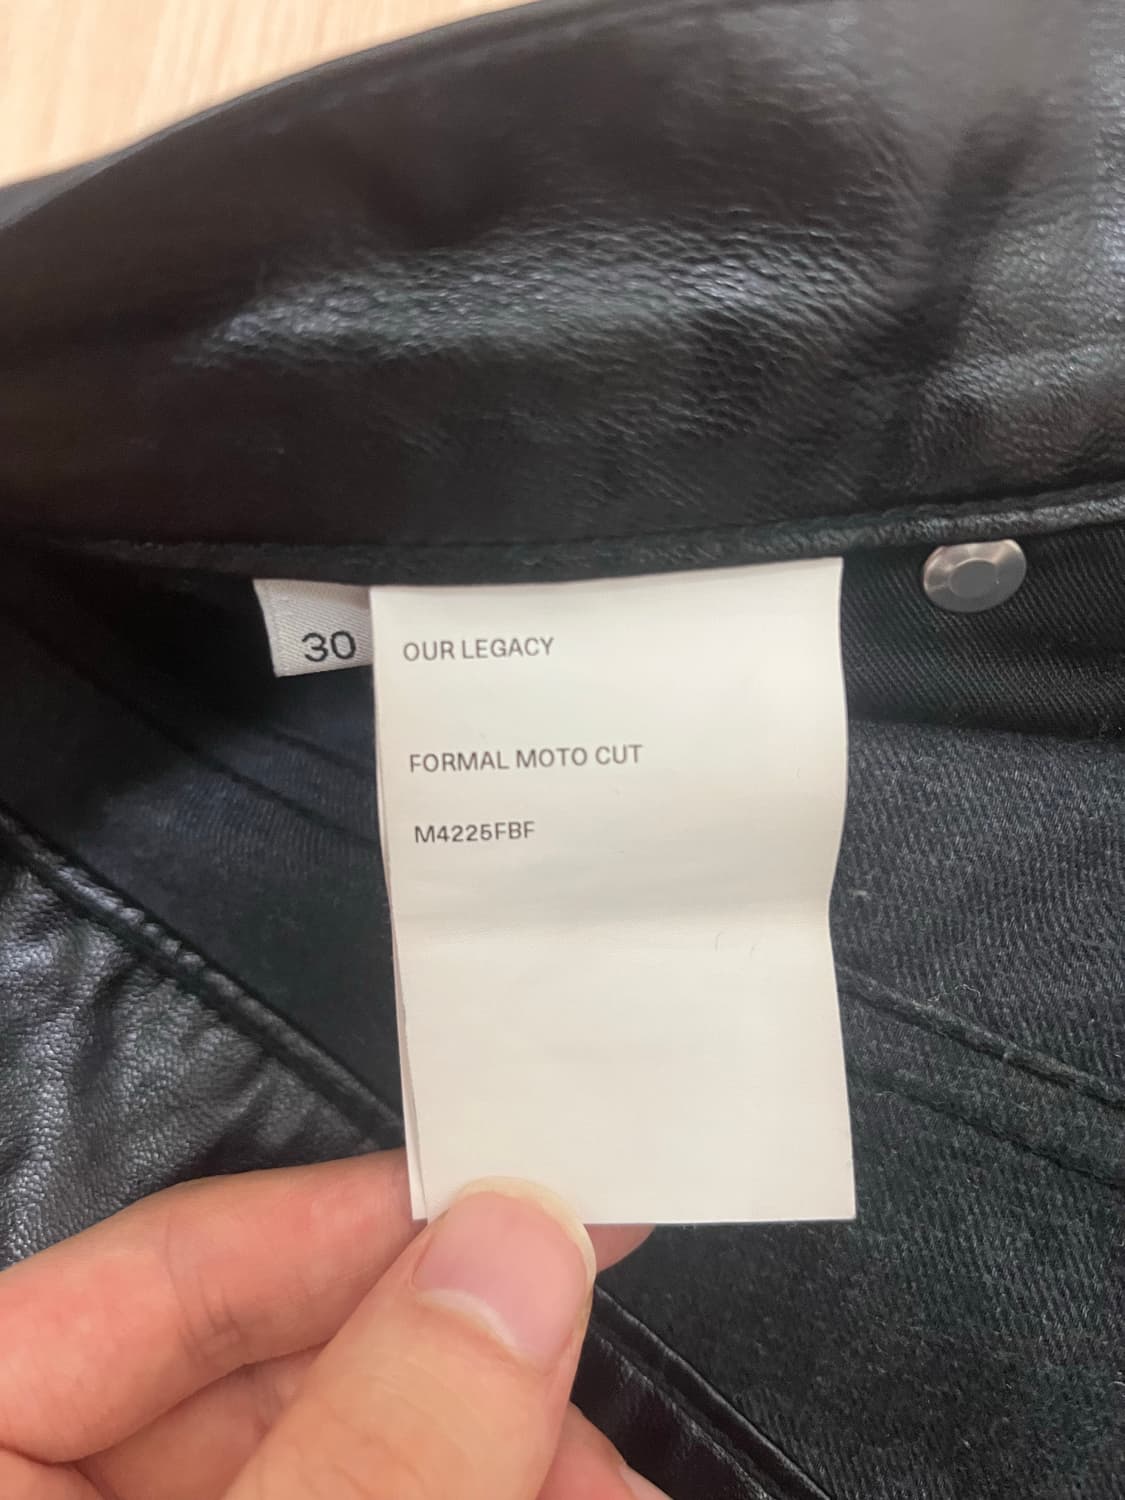 30
OUR LEGACY
FORMAL MOTO CUT
M4225FBF